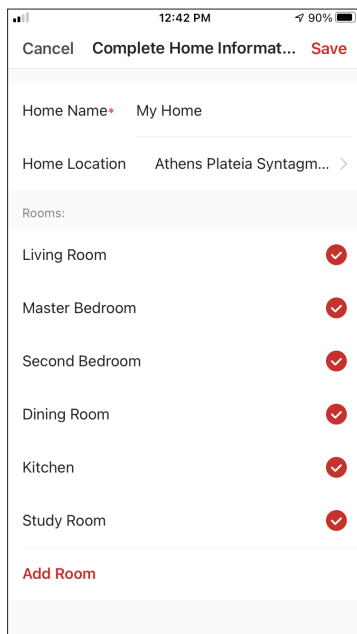 12:42 PM 90%
Cancel Complete Home Informat... Save
Home Name* My Home
Home Location Athens Plateia Syntagm...
Rooms:
Living Room
Master Bedroom
Second Bedroom
Dining Room
Kitchen
Study Room
Add Room